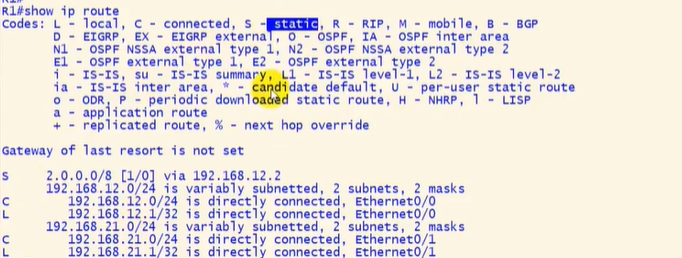 R1#show ip route
Codes: L - local, C - connected, S - static, R - RIP, M - mobile, B - BGP
D - EIGRP, EX - EIGRP external, O - OSPF, IA - OSPF inter area
N1 - OSPF NSSA external type 1, N2 - OSPF NSSA external type 2
E1 - OSPF external type 1, E2 - OSPF external type 2
i - IS-IS, su - IS-IS summary, L1 - IS-IS level-1, L2 - IS-IS level-2
ia - IS-IS inter area, * - candidate default, U - per-user static route
o - ODR, P - periodic downloaded static route, H - NHRP, l - LISP
a - application route
+ - replicated route, % - next hop override
Gateway of last resort is not set
S 2.0.0.0/8 [1/0] via 192.168.12.2
192.168.12.0/24 is variably subnetted, 2 subnets, 2 masks
C 192.168.12.0/24 is directly connected, Ethernet0/0
L 192.168.12.1/32 is directly connected, Ethernet0/0
192.168.21.0/24 is variably subnetted, 2 subnets, 2 masks
C 192.168.21.0/24 is directly connected, Ethernet0/1
L 192.168.21.1/32 is directly connected, Ethernet0/1